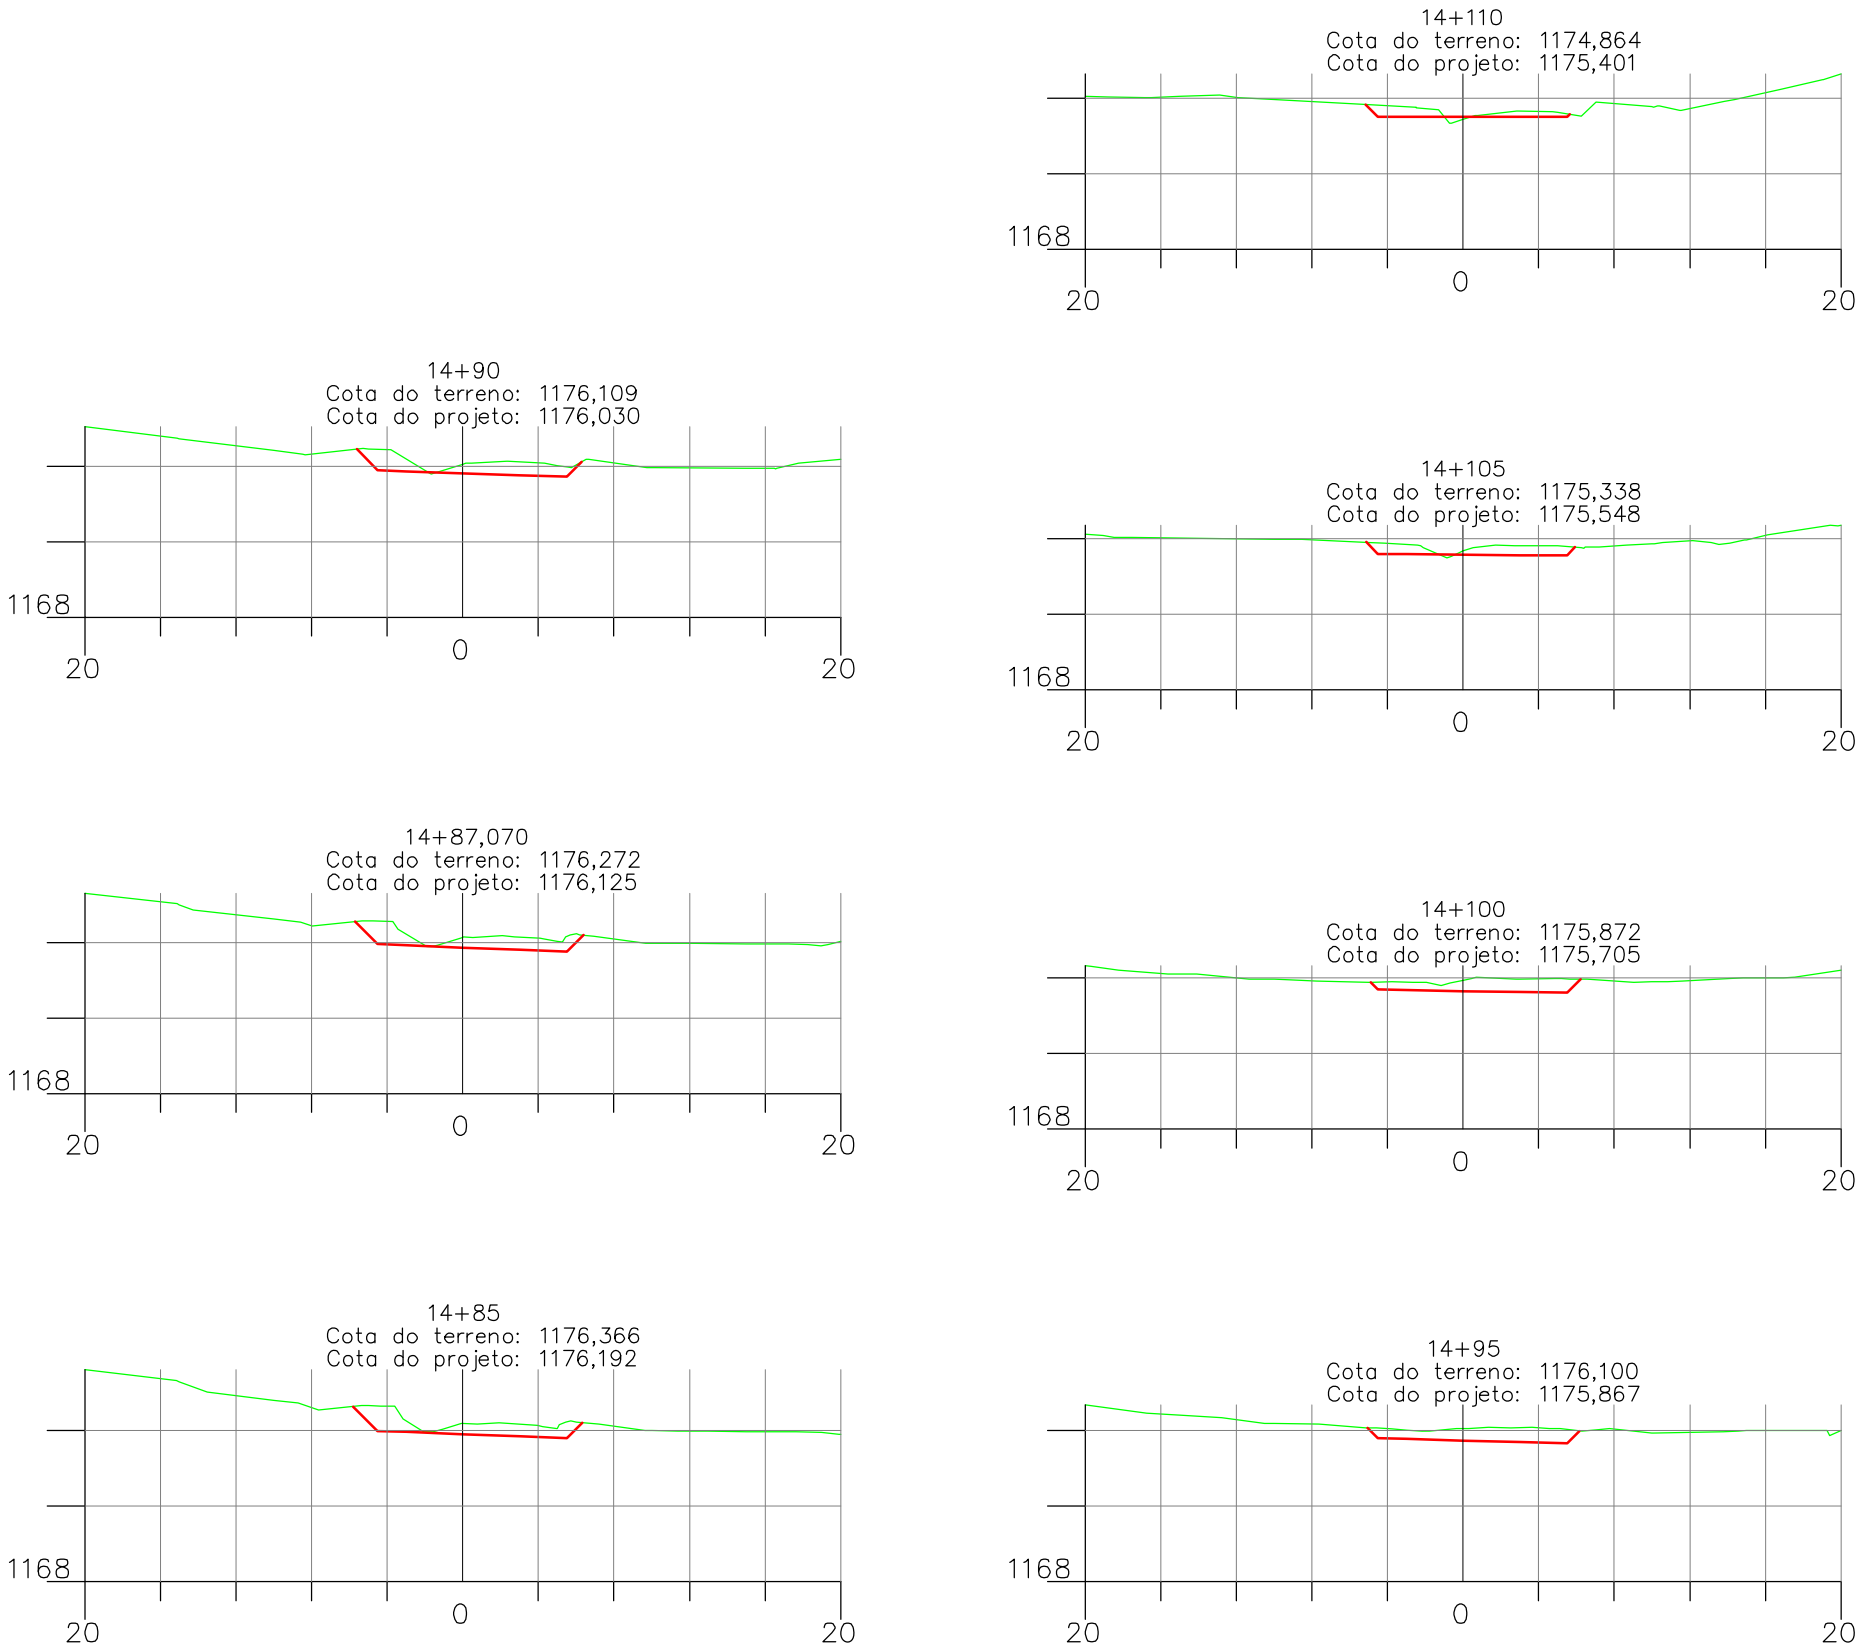 14+90
Cota do terreno: 1176,109
Cota do projeto: 1176,030
1168
0
20
20
14+87,070
Cota do terreno: 1176,272
Cota do projeto: 1176,125
1168
0
20
20
14+85
Cota do terreno: 1176,366
Cota do projeto: 1176,192
1168
0
20
20
14+110
Cota do terreno: 1174,864
Cota do projeto: 1175,401
1168
0
20
20
14+105
Cota do terreno: 1175,338
Cota do projeto: 1175,548
1168
0
20
20
14+100
Cota do terreno: 1175,872
Cota do projeto: 1175,705
1168
0
20
20
14+95
Cota do terreno: 1176,100
Cota do projeto: 1175,867
1168
0
20
20